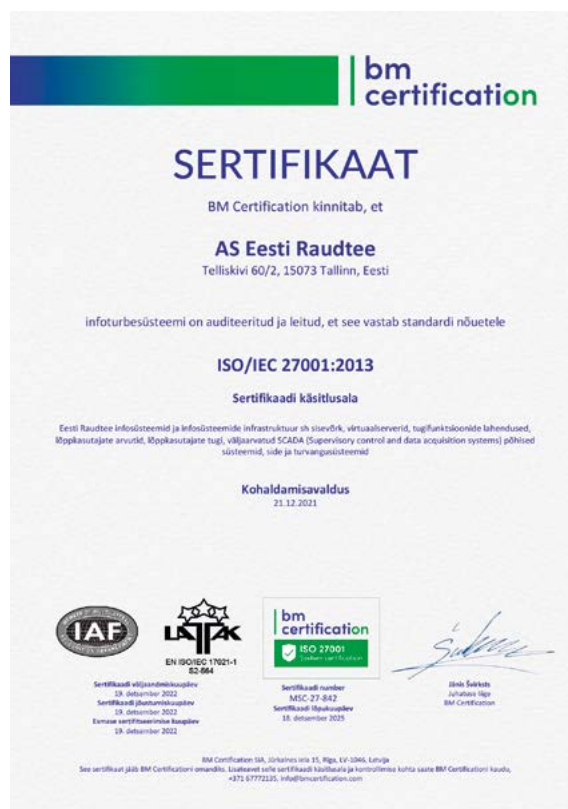 bm
certification
SERTIFIKAAT
BM Certification kinnitab, et
AS Eesti Raudtee
Telliskivi 60/2, 15073 Tallinn, Eesti
infoturbesüsteemi on auditeeritud ja leitud, et see vastab standardi nõuetele
ISO/IEC 27001:2013
Sertifikaadi käsitlusala
Eesti Raudtee infosüsteemid ja infosüsteemide infrastruktuur sh sisevõrk, virtuaalserverid, tugifunktsioonide lahendused,
lõppkasutajate arvutid, lõppkasutajate tugi, väljaarvatud SCADA (Supervisory control and data acquisition systems) põhised
süsteemid, side ja turvangusüsteemid
Kohaldamisavaldus
21.12.2021
IAF
LATAK
EN ISO/IEC 17021-1
S2-564
bm
certification
ISO 27001
System certification
Sertifikaadi väljaandmiskuupäev
19. detsember 2022
Sertifikaadi jõustumiskuupäev
19. detsember 2022
Esmase sertifitseerimise kuupäev
19. detsember 2022
Sertifikaadi number
MSC-27-842
Sertifikaadi lõpukuupäev
18. detsember 2025
Jānis Švirksts
Juhatuse liige
BM Certification
BM Certification SIA, Jūrkalnes iela 15, Rīga, LV-1046, Latvija
See sertifikaat jääb BM Certificationi omandiks. Lisateavet selle sertifikaadi käsitlusala ja kontrollimise kohta saate BM Certificationi kaudu,
+371 67772135, info@bmcertification.com